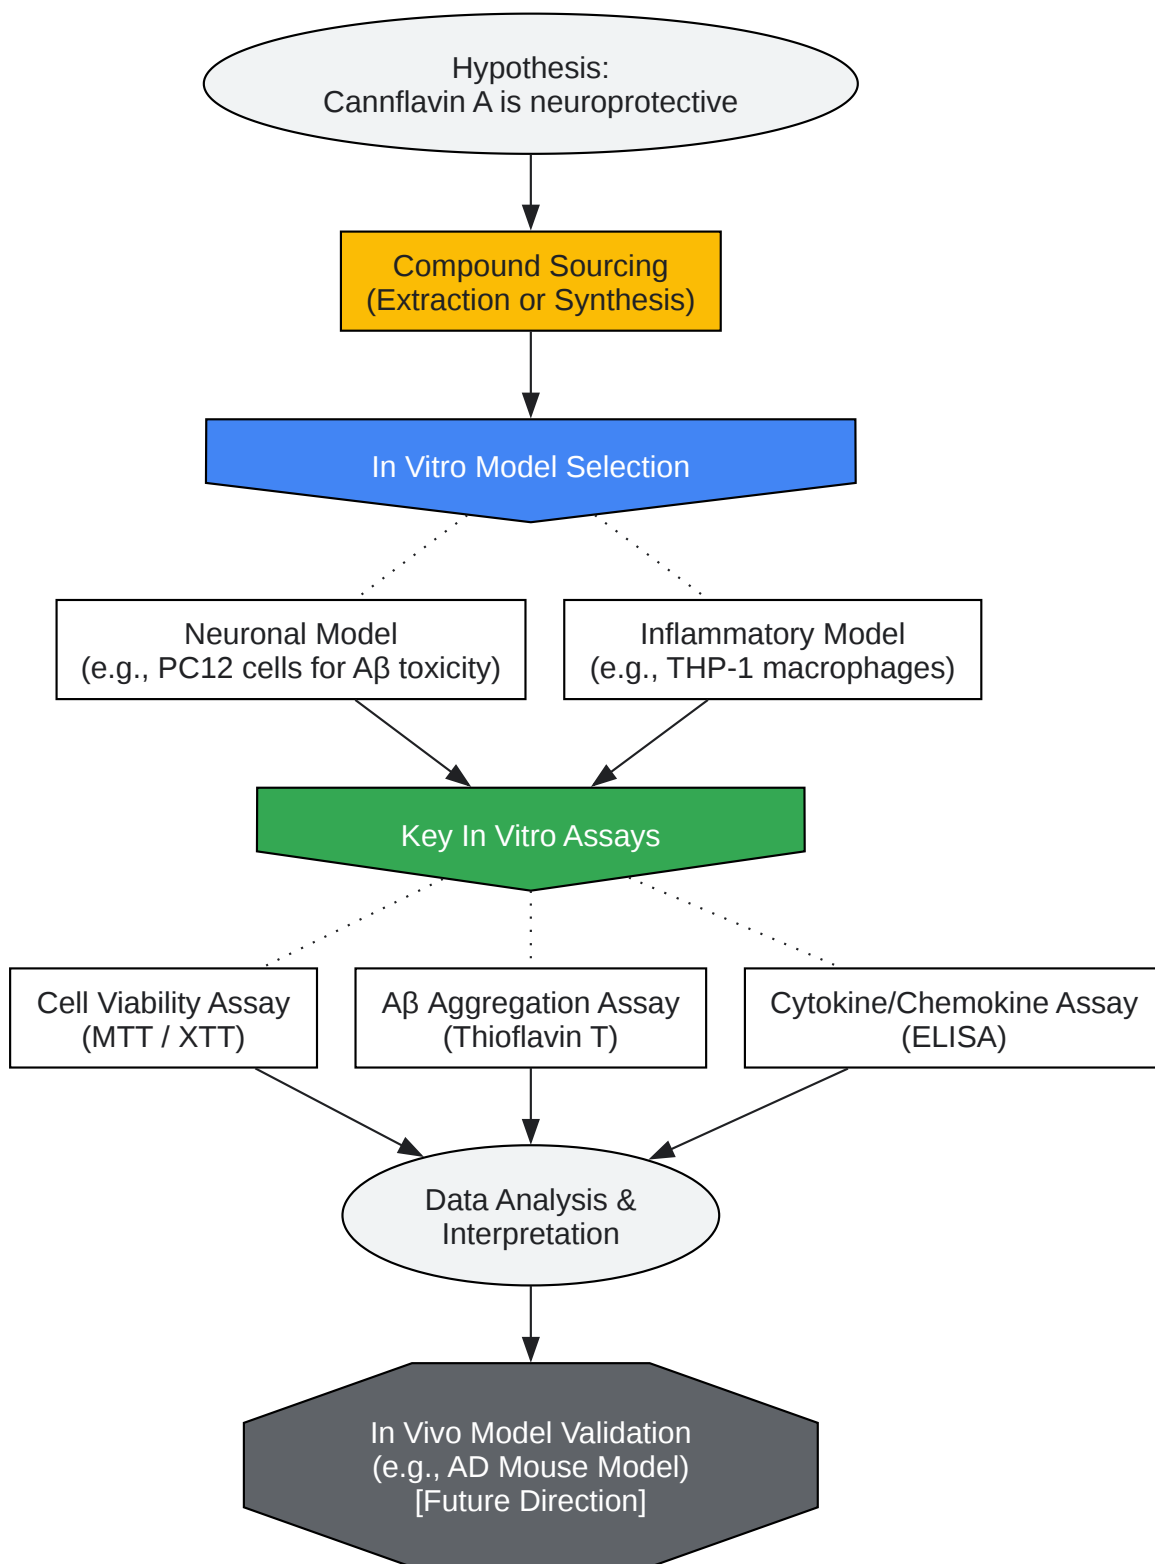 Hypothesis:
Cannflavin A is neuroprotective
Compound Sourcing
(Extraction or Synthesis)
In Vitro Model Selection
Neuronal Model
(e.g., PC12 cells for Aβ toxicity)
Inflammatory Model
(e.g., THP-1 macrophages)
Key In Vitro Assays
Cell Viability Assay
(MTT / XTT)
Aβ Aggregation Assay
(Thioflavin T)
Cytokine/Chemokine Assay
(ELISA)
Data Analysis &
Interpretation
In Vivo Model Validation
(e.g., AD Mouse Model)
[Future Direction]